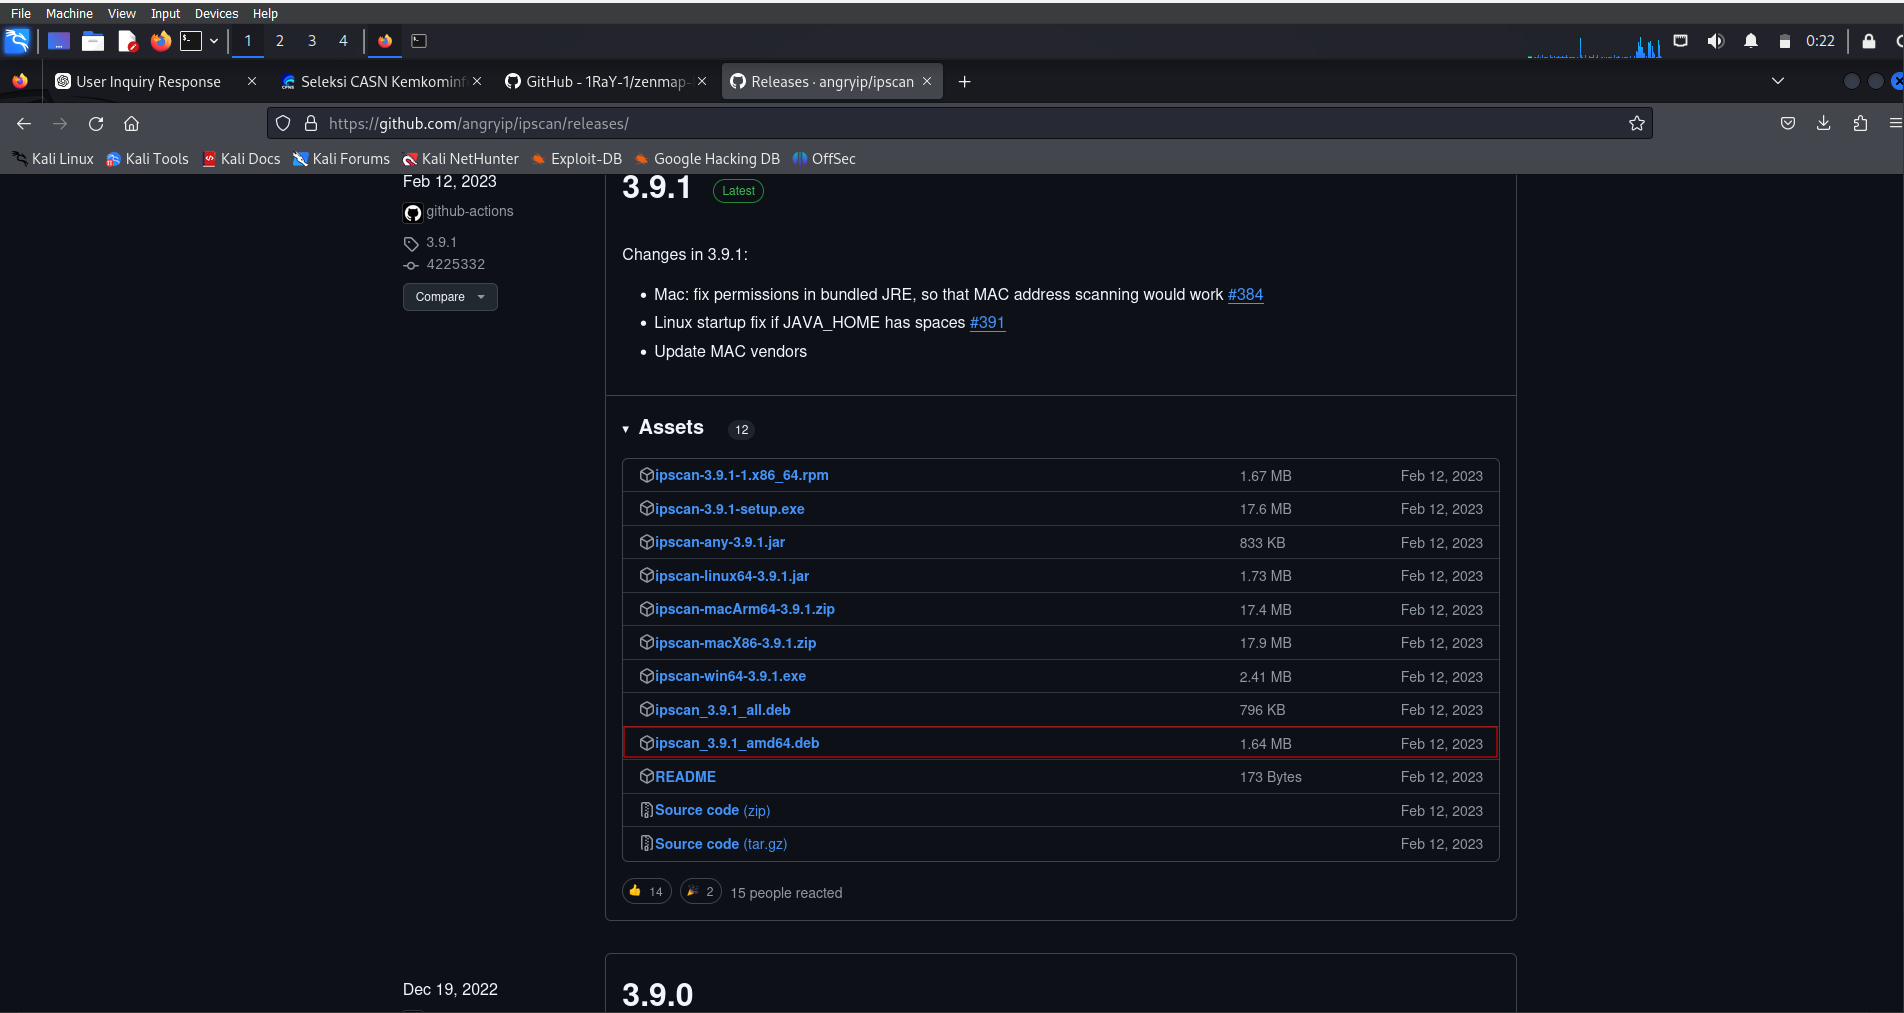 File Machine View Input Devices Help
1 2 3 4 0:22
User Inquiry Response Seleksi CASN Kemkominf GitHub - 1RaY-1/zenmap- Releases · angryip/ipscan
https://github.com/angryip/ipscan/releases/
Kali Linux Kali Tools Kali Docs Kali Forums Kali NetHunter Exploit-DB Google Hacking DB OffSec
Feb 12, 2023
github-actions
3.9.1
4225332
Compare
3.9.1 Latest
Changes in 3.9.1:
• Mac: fix permissions in bundled JRE, so that MAC address scanning would work #384
• Linux startup fix if JAVA_HOME has spaces #391
• Update MAC vendors
Assets 12
ipscan-3.9.1-1.x86_64.rpm 1.67 MB Feb 12, 2023
ipscan-3.9.1-setup.exe 17.6 MB Feb 12, 2023
ipscan-any-3.9.1.jar 833 KB Feb 12, 2023
ipscan-linux64-3.9.1.jar 1.73 MB Feb 12, 2023
ipscan-macArm64-3.9.1.zip 17.4 MB Feb 12, 2023
ipscan-macX86-3.9.1.zip 17.9 MB Feb 12, 2023
ipscan-win64-3.9.1.exe 2.41 MB Feb 12, 2023
ipscan_3.9.1_all.deb 796 KB Feb 12, 2023
ipscan_3.9.1_amd64.deb 1.64 MB Feb 12, 2023
README 173 Bytes Feb 12, 2023
Source code (zip) Feb 12, 2023
Source code (tar.gz) Feb 12, 2023
14 2 15 people reacted
Dec 19, 2022
3.9.0